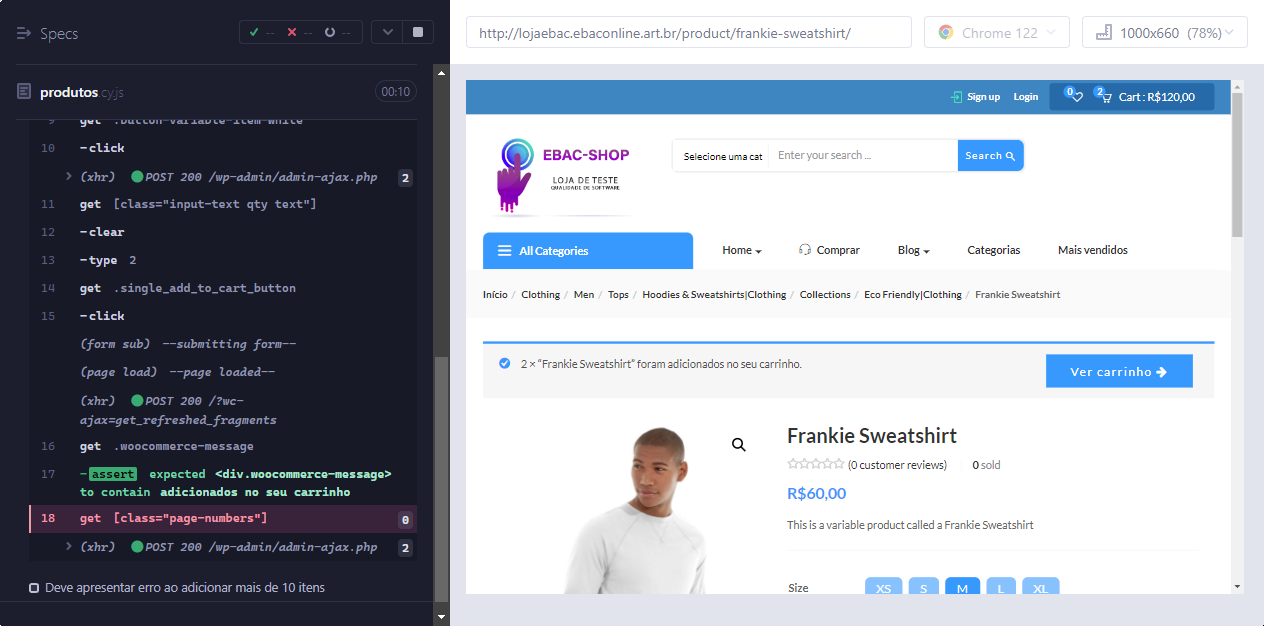 Specs
--
--
--
produtos.cy.js
00:10
9 get .button-variable-item-White
10 -click
(xhr) POST 200 /wp-admin/admin-ajax.php 2
11 get [class="input-text qty text"]
12 -clear
13 -type 2
14 get .single_add_to_cart_button
15 -click
(form sub) --submitting form--
(page load) --page loaded--
(xhr) POST 200 /?wc-
ajax=get_refreshed_fragments
16 get .woocommerce-message
17 -assert expected <div.woocommerce-message>
to contain adicionados no seu carrinho
18 get [class="page-numbers"] 0
(xhr) POST 200 /wp-admin/admin-ajax.php 2
Deve apresentar erro ao adicionar mais de 10 itens
http://lojaebac.ebaconline.art.br/product/frankie-sweatshirt/
Chrome 122
1000x660 (78%)
Sign up
Login
0
2
Cart : R$120,00
EBAC-SHOP
LOJA DE TESTE
QUALIDADE DE SOFTWARE
Selecione uma cat
Enter your search ...
Search
All Categories
Home
Comprar
Blog
Categorias
Mais vendidos
Início / Clothing / Men / Tops / Hoodies & Sweatshirts|Clothing / Collections / Eco Friendly|Clothing / Frankie Sweatshirt
2 × “Frankie Sweatshirt” foram adicionados no seu carrinho.
Ver carrinho
Frankie Sweatshirt
(0 customer reviews) 0 sold
R$60,00
This is a variable product called a Frankie Sweatshirt
Size
XS
S
M
L
XL